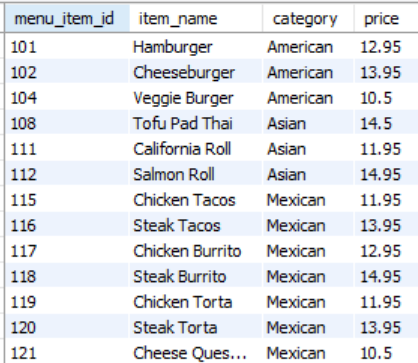 menu_item_id item_name category price
101 Hamburger American 12.95
102 Cheeseburger American 13.95
104 Veggie Burger American 10.5
108 Tofu Pad Thai Asian 14.5
111 California Roll Asian 11.95
112 Salmon Roll Asian 14.95
115 Chicken Tacos Mexican 11.95
116 Steak Tacos Mexican 13.95
117 Chicken Burrito Mexican 12.95
118 Steak Burrito Mexican 14.95
119 Chicken Torta Mexican 11.95
120 Steak Torta Mexican 13.95
121 Cheese Ques... Mexican 10.5